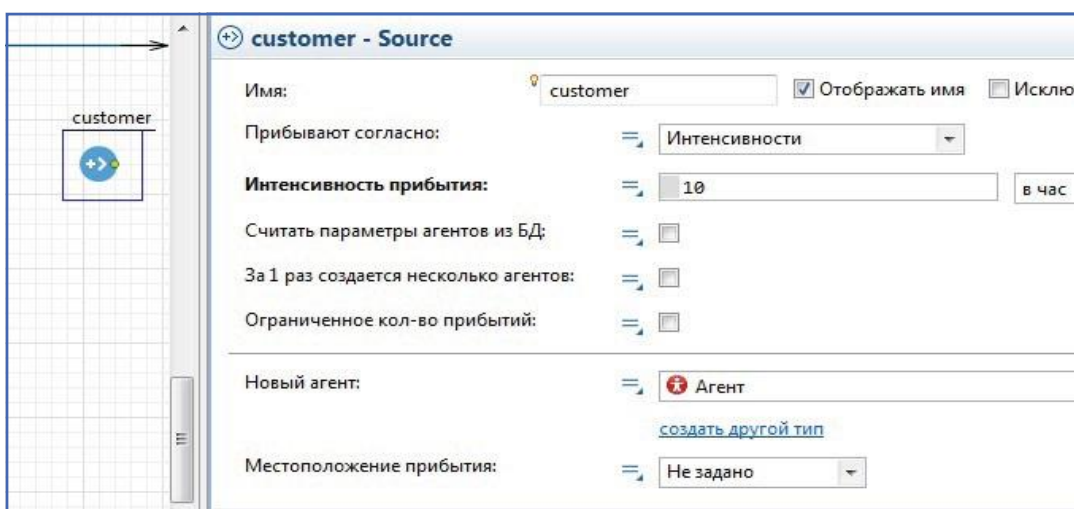 customer - Source
Имя: customer Отображать имя Исклю
customer
Прибывают согласно: Интенсивности
Интенсивность прибытия: 10 в час
Считать параметры агентов из БД:
За 1 раз создается несколько агентов:
Ограниченное кол-во прибытий:
Новый агент: Агент
создать другой тип
Местоположение прибытия: Не задано